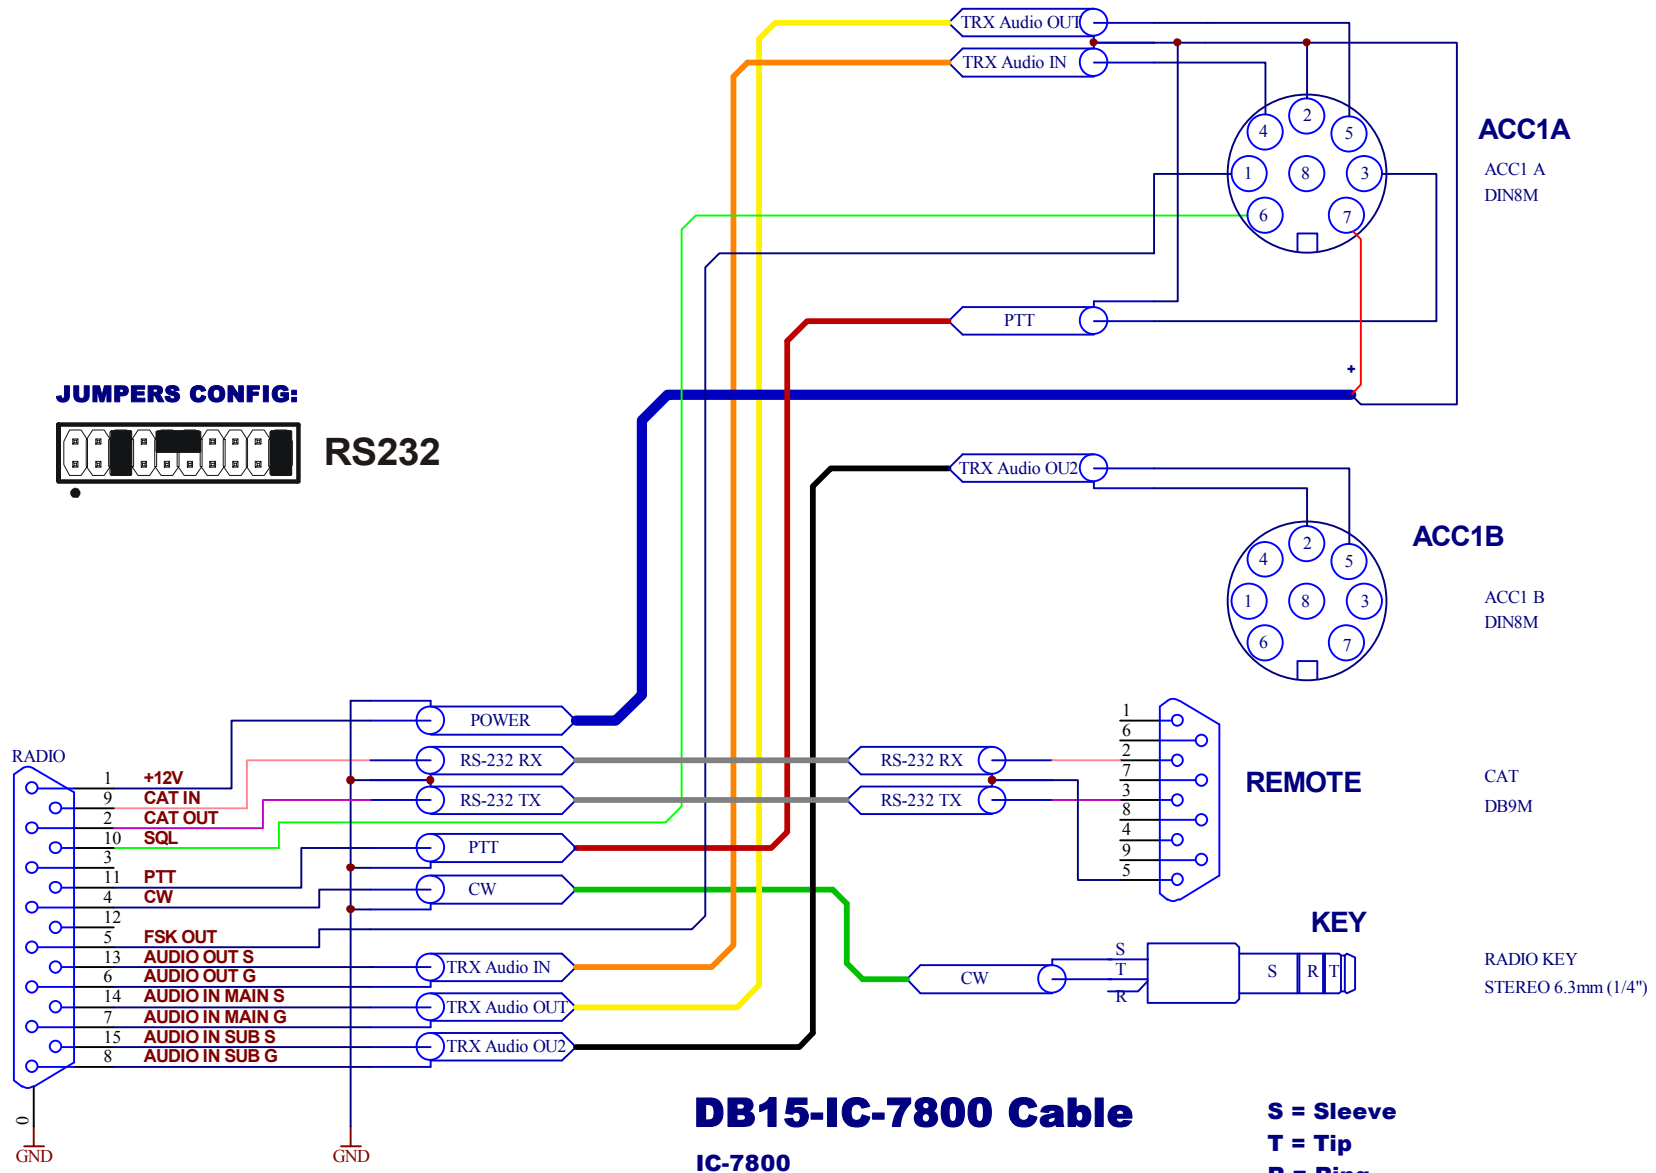 TRX Audio OUT
TRX Audio IN
4
2
5
1
8
3
6
7
ACC1A
ACC1 A
DIN8M
PTT
+
JUMPERS CONFIG:
RS232
TRX Audio OU2
4
2
5
1
8
3
6
7
ACC1B
ACC1 B
DIN8M
POWER
RS-232 RX
RS-232 TX
PTT
CW
TRX Audio IN
TRX Audio OUT
TRX Audio OU2
RS-232 RX
RS-232 TX
1
6
2
7
3
8
4
9
5
REMOTE
CAT
DB9M
RADIO
1 +12V
9 CAT IN
2 CAT OUT
10 SQL
3
11 PTT
4 CW
12
5 FSK OUT
13 AUDIO OUT S
6 AUDIO OUT G
14 AUDIO IN MAIN S
7 AUDIO IN MAIN G
15 AUDIO IN SUB S
8 AUDIO IN SUB G
0
GND
GND
KEY
CW
S
T
R
S R T
RADIO KEY
STEREO 6.3mm (1/4")
DB15-IC-7800 Cable
IC-7800
S = Sleeve
T = Tip
R = Ring